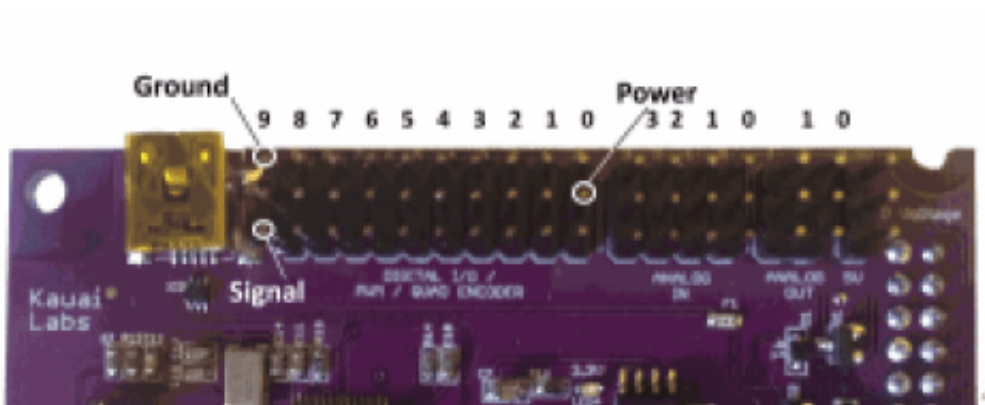 Ground
Power
9 8 7 6 5 4 3 2 1 0 3 2 1 0 1 0
Signal
DIGITAL I/O /
PWM / QUAD ENCODER
ANALOG
IN
ANALOG
OUT
5V
Kauai
Labs